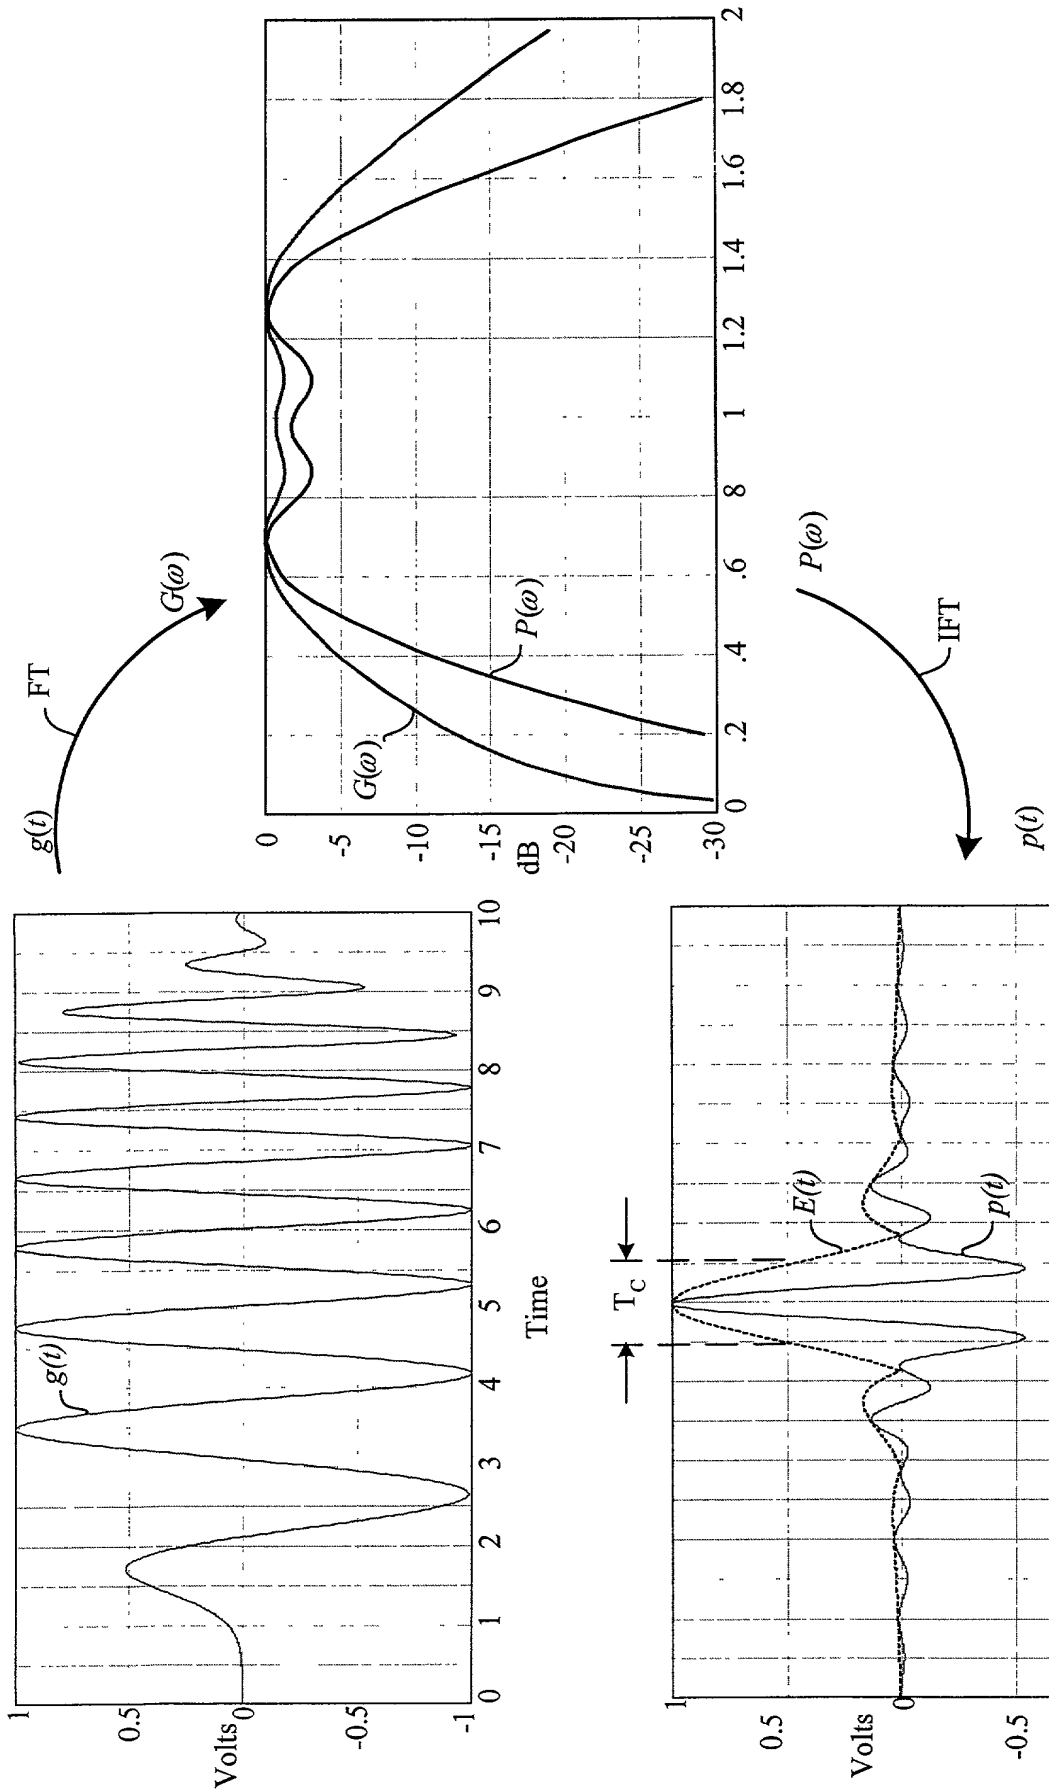 1
0.5
Volts
0
-0.5
-1
0
1
2
3
4
5
6
7
8
9
10
Time
g(t)
g(t)
FT
G(ω)
0
-5
-10
-15
dB
-20
-25
-30
0
.2
.4
.6
.8
1
1.2
1.4
1.6
1.8
2
G(ω)
P(ω)
P(ω)
IFT
p(t)
1
0.5
Volts
0
-0.5
T_C
E(t)
p(t)